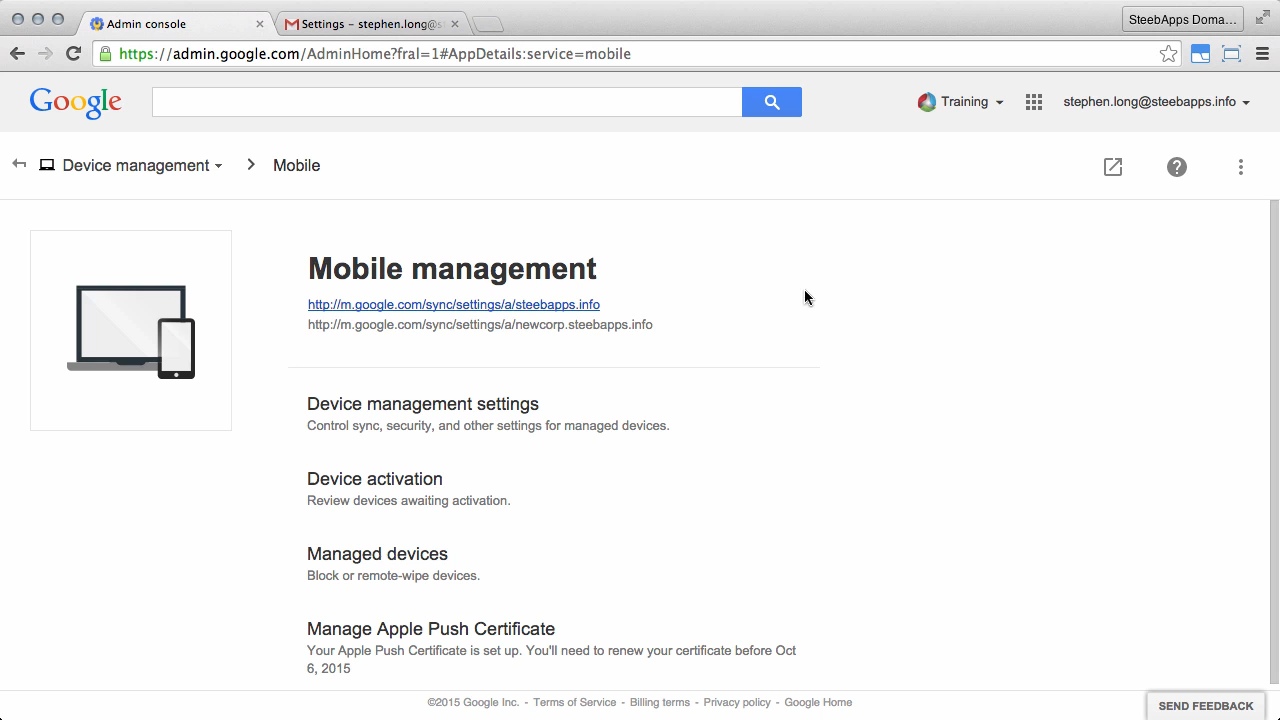 Admin console
Settings – stephen.long@s
SteebApps Doma...
https://admin.google.com/AdminHome?fral=1#AppDetails:service=mobile
Google
Training
stephen.long@steebapps.info
Device management
Mobile
Mobile management
http://m.google.com/sync/settings/a/steebapps.info
http://m.google.com/sync/settings/a/newcorp.steebapps.info
Device management settings
Control sync, security, and other settings for managed devices.
Device activation
Review devices awaiting activation.
Managed devices
Block or remote-wipe devices.
Manage Apple Push Certificate
Your Apple Push Certificate is set up. You'll need to renew your certificate before Oct
6, 2015
©2015 Google Inc. - Terms of Service - Billing terms - Privacy policy - Google Home
SEND FEEDBACK